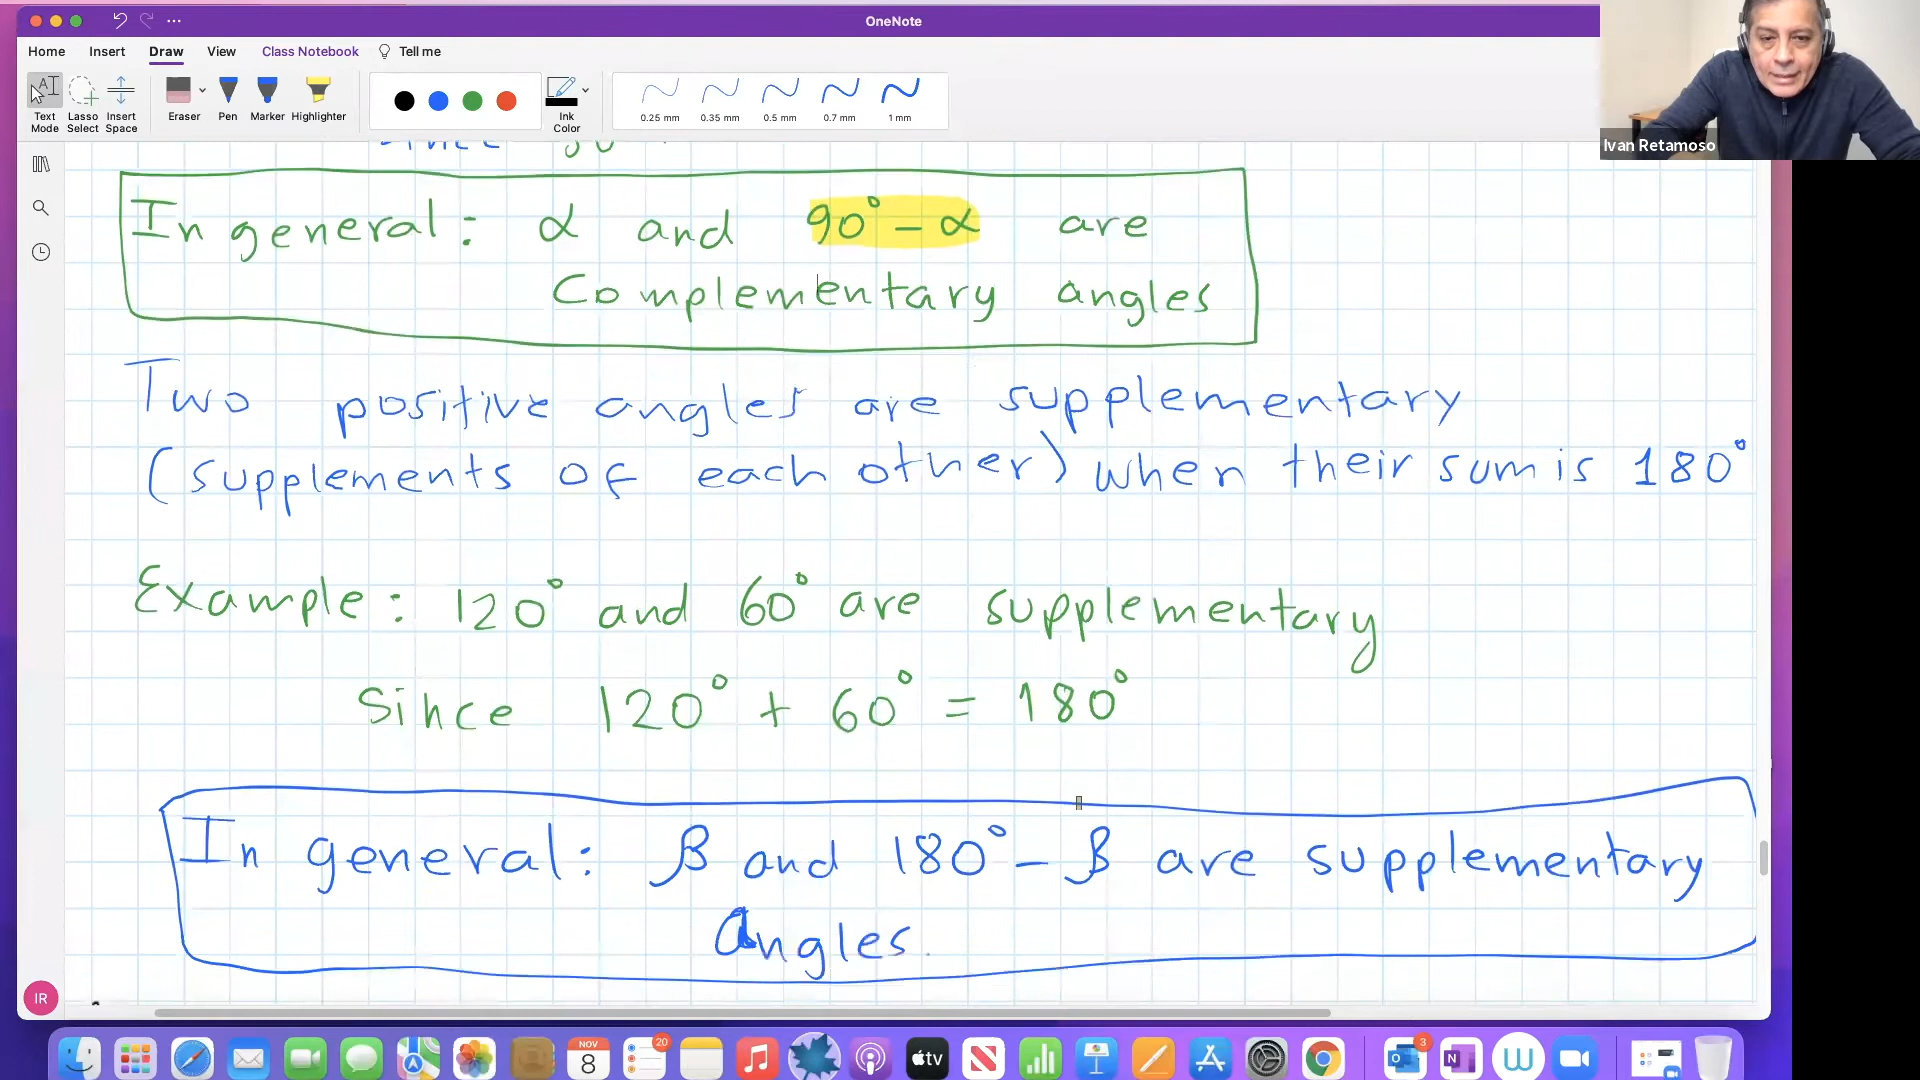 OneNote
Home Insert Draw View Class Notebook Tell me
Text Mode
Lasso Select
Insert Space
Eraser
Pen
Marker
Highlighter
Ink Color
0.25 mm
0.35 mm
0.5 mm
0.7 mm
1 mm
Ivan Retamoso
In general: α and 90° - α are
Complementary angles
Two positive angles are supplementary
(supplements of each other) when their sum is 180°
Example: 120° and 60° are supplementary
Since 120° + 60° = 180°
In general: β and 180° - β are supplementary
Angles.
IR
NOV
8
20
tv
3
N
W